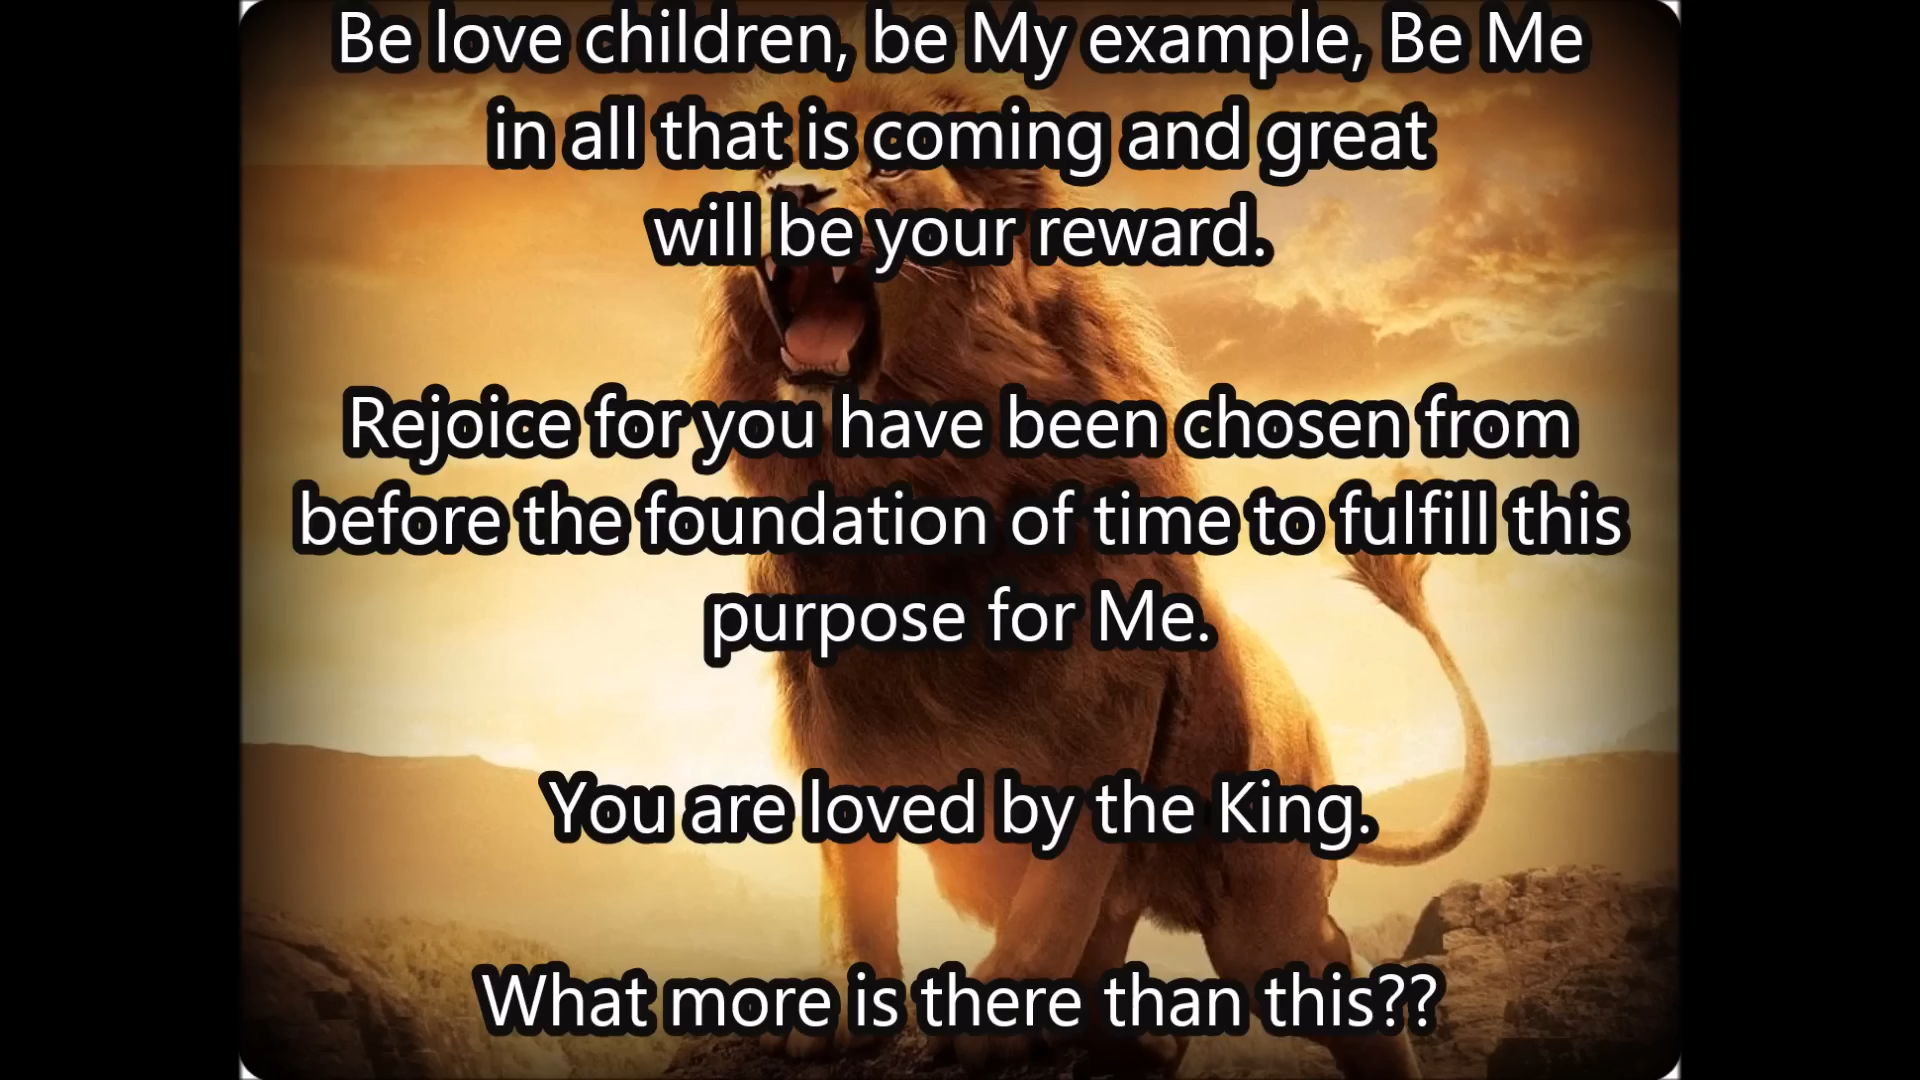 Be love children, be My example, Be Me
in all that is coming and great
will be your reward.
Rejoice for you have been chosen from
before the foundation of time to fulfill this
purpose for Me.
You are loved by the King.
What more is there than this??